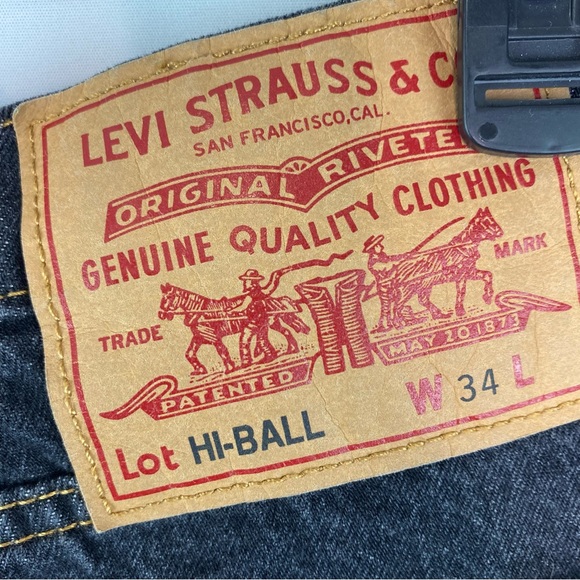 LEVI STRAUSS & C
SAN FRANCISCO, CAL.
ORIGINAL RIVETE
GENUINE QUALITY CLOTHING
TRADE MARK
PATENTED MAY 20 1873
Lot HI-BALL W 34 L